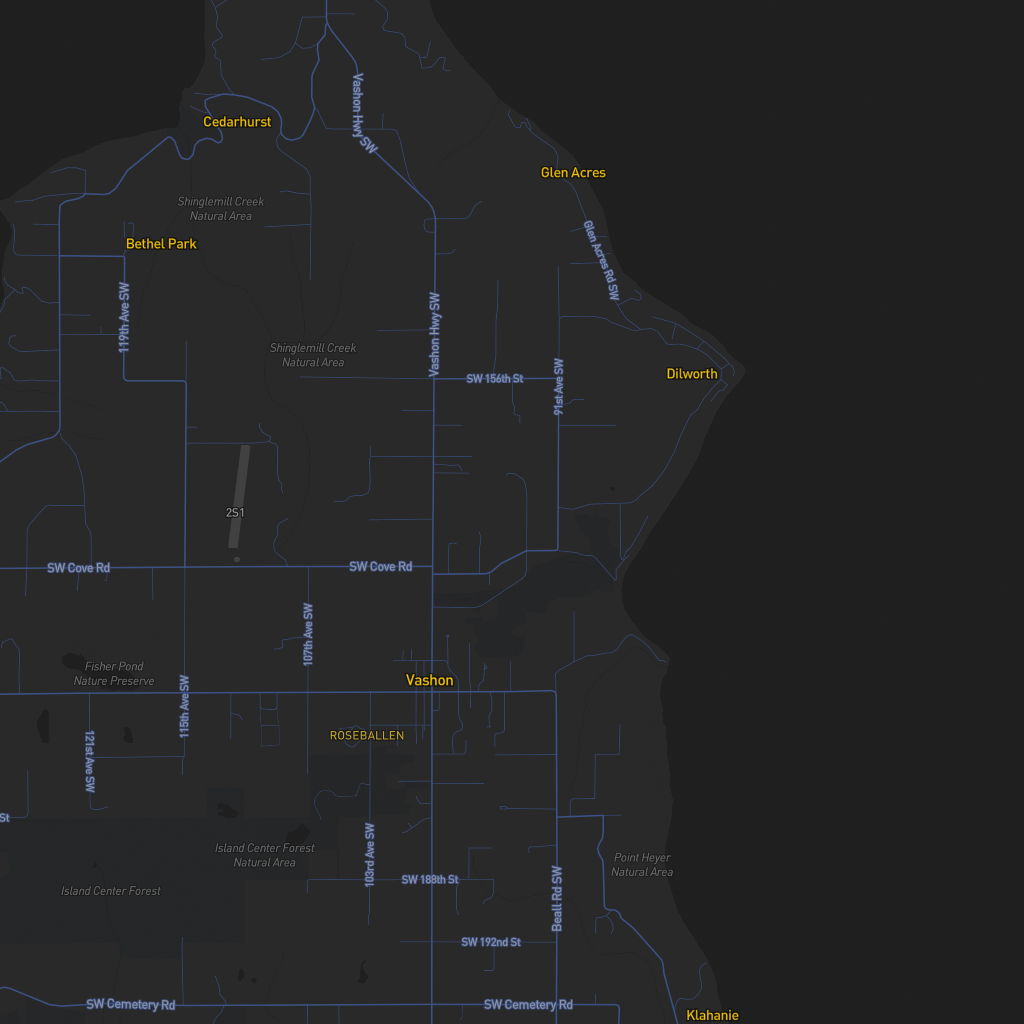 Vashon Hwy SW
Cedarhurst
Glen Acres
Shinglemill Creek
Natural Area
Bethel Park
Glen Acres Rd SW
119th Ave SW
Vashon Hwy SW
Shinglemill Creek
Natural Area
SW 156th St
91st Ave SW
Dilworth
2S1
SW Cove Rd
SW Cove Rd
107th Ave SW
Fisher Pond
Nature Preserve
Vashon
115th Ave SW
ROSEBALLEN
121st Ave SW
St
Island Center Forest
Natural Area
103rd Ave SW
Point Heyer
Natural Area
Island Center Forest
SW 188th St
Beall Rd SW
SW 192nd St
SW Cemetery Rd
SW Cemetery Rd
Klahanie